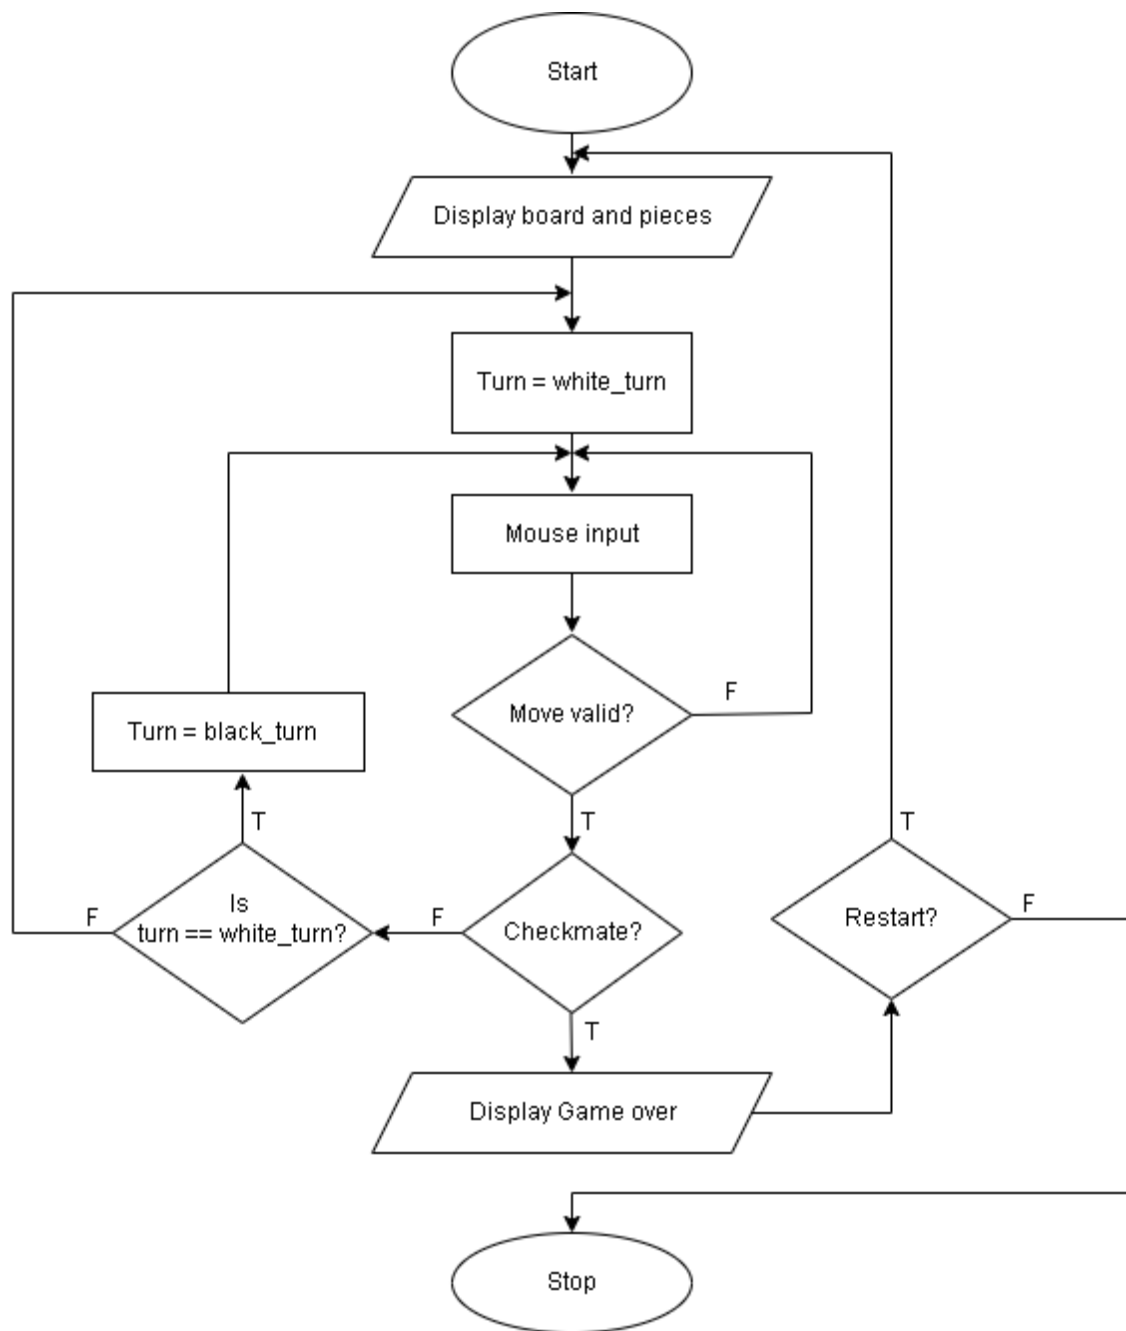 Start
Display board and pieces
Turn = white_turn
Mouse input
Move valid?
F
Turn = black_turn
T
T
T
Is
turn == white_turn?
F
F
Checkmate?
Restart?
F
T
Display Game over
Stop